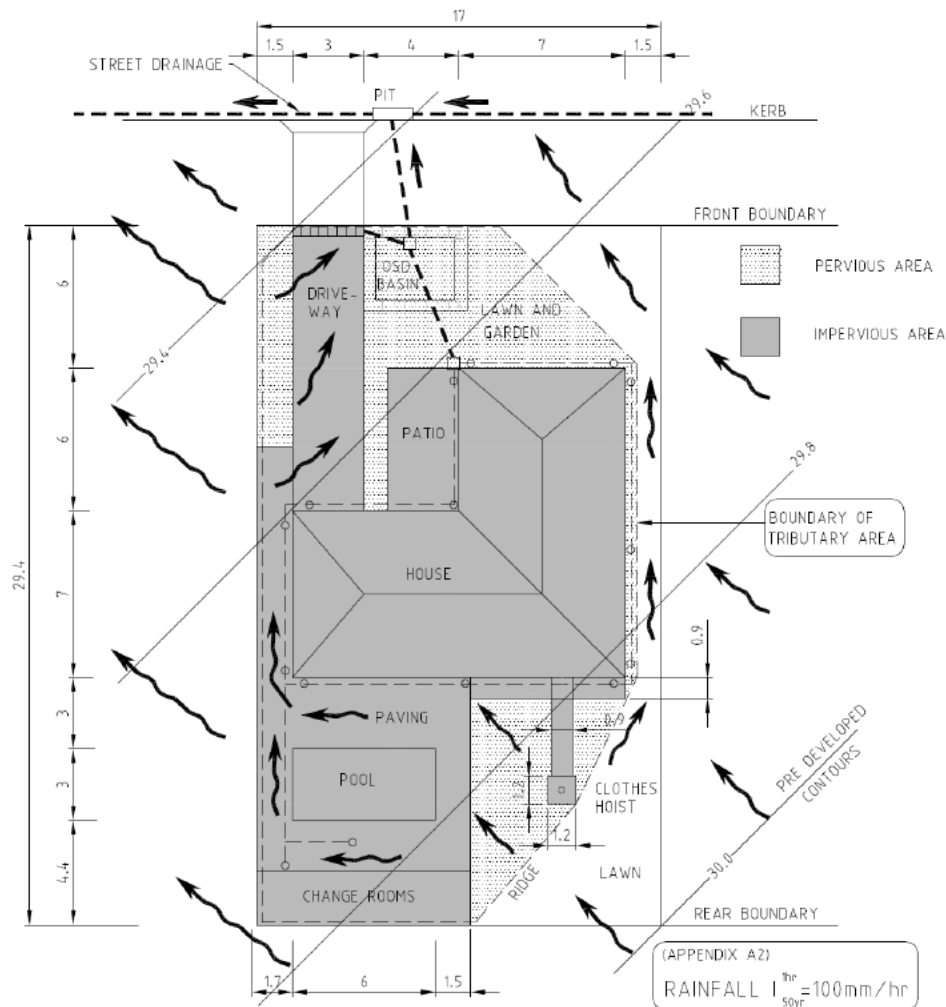 17
1.5 3 4 7 1.5
STREET DRAINAGE
PIT
29.6
KERB
FRONT BOUNDARY
PERVIOUS AREA
IMPERVIOUS AREA
6
DRIVE-
WAY
OSD
BASIN
LAWN AND
GARDEN
29.4
6
PATIO
29.8
BOUNDARY OF
TRIBUTARY AREA
29.4
7
HOUSE
0.9
3
PAVING
0.9
PRE DEVELOPED
CONTOURS
3
POOL
1.2
CLOTHES
HOIST
1.2
4.4
RIDGE
LAWN
30.0
CHANGE ROOMS
REAR BOUNDARY
1.7 6 1.5
(APPENDIX A2)
RAINFALL I 1hr 50yr =100mm/hr